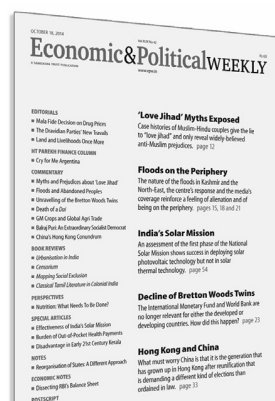 OCTOBER 18, 2014
Economic&PoliticalWEEKLY
A SAMEEKSHA TRUST PUBLICATION
www.epw.in
EDITORIALS
■ Mala Fide Decision on Drug Prices
■ The Dravidian Parties' New Travails
■ Land and Livelihoods Once More
HT PAREKH FINANCE COLUMN
■ Cry for Me Argentina
COMMENTARY
■ Myths and Prejudices about 'Love Jihad'
■ Floods and Abandoned Peoples
■ Unravelling of the Bretton Woods Twins
■ Death of a Dai
■ GM Crops and Global Agri Trade
■ Balraj Puri: An Extraordinary Socialist Democrat
■ China's Hong Kong Conundrum
BOOK REVIEWS
■ Urbanisation in India
■ Censorium
■ Mapping Social Exclusion
■ Classical Tamil Literature in Colonial India
PERSPECTIVES
■ Nutrition: What Needs To Be Done?
SPECIAL ARTICLES
■ Effectiveness of India's Solar Mission
■ Burden of Out-of-Pocket Health Payments
■ Disadvantage in Early 21st Century Kerala
NOTES
■ Reorganisation of States: A Different Approach
ECONOMIC NOTES
■ Dissecting RBI's Balance Sheet
POSTSCRIPT
'Love Jihad' Myths Exposed
Case histories of Muslim-Hindu couples give the lie
to "love jihad" and only reveal widely-believed
anti-Muslim prejudices. page 12
Floods on the Periphery
The nature of the floods in Kashmir and the
North-East, the centre's response and the media's
coverage reinforce a feeling of alienation and of
being on the periphery. pages 15, 18 and 21
India's Solar Mission
An assessment of the first phase of the National
Solar Mission shows success in deploying solar
photovoltaic technology but not in solar
thermal technology. page 54
Decline of Bretton Woods Twins
The International Monetary Fund and World Bank are
no longer relevant for either the developed or
developing countries. How did this happen? page 23
Hong Kong and China
What must worry China is that it is the generation that
has grown up in Hong Kong after reunification that
is demanding a different kind of elections than
ordained in law. page 33